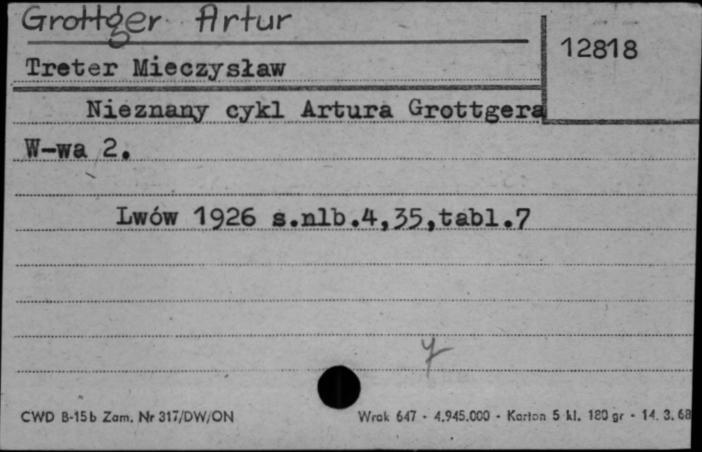 Grottger Artur
12818
Treter Mieczysław
Nieznany cykl Artura Grottgera
W-wa 2.
Lwów 1926 s.nlb.4,35,tabl.7
CWD B-15b Zam. Nr 317/DW/ON
Wrak 647 - 4.945.000 - Karton 5 kl. 180 gr - 14. 3. 68